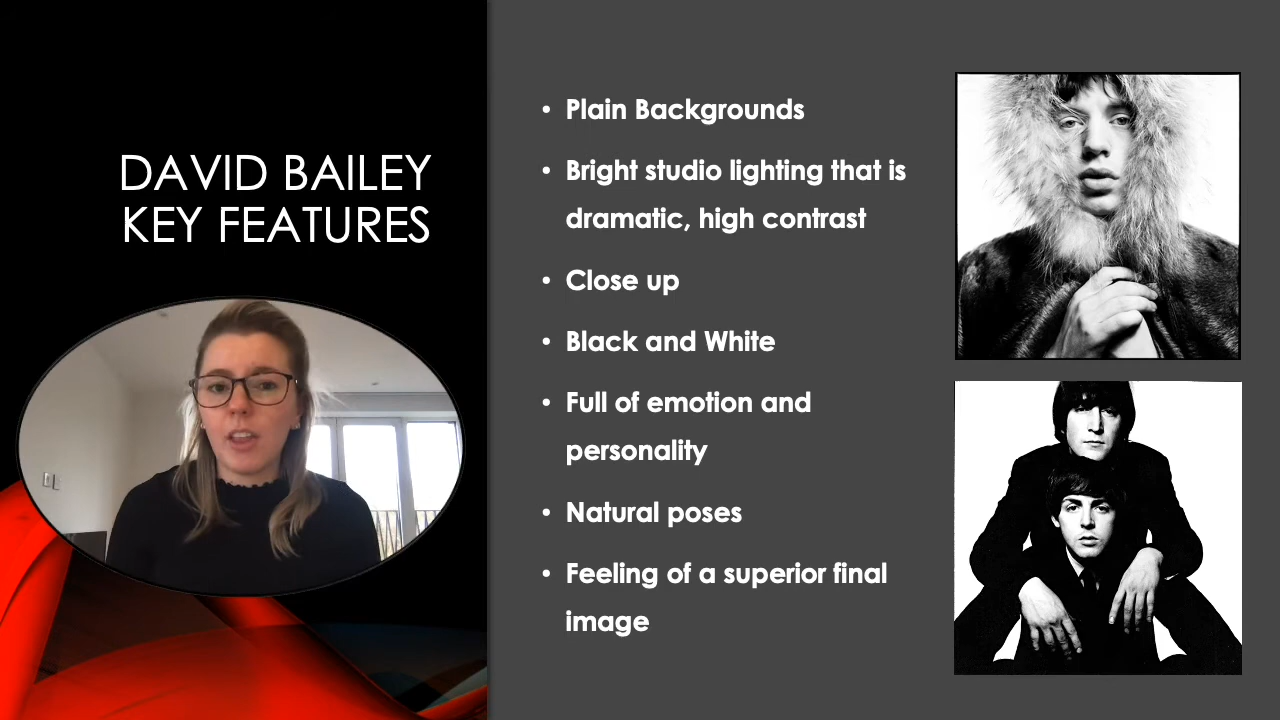 DAVID BAILEY
KEY FEATURES
• Plain Backgrounds
• Bright studio lighting that is
dramatic, high contrast
• Close up
• Black and White
• Full of emotion and
personality
• Natural poses
• Feeling of a superior final
image